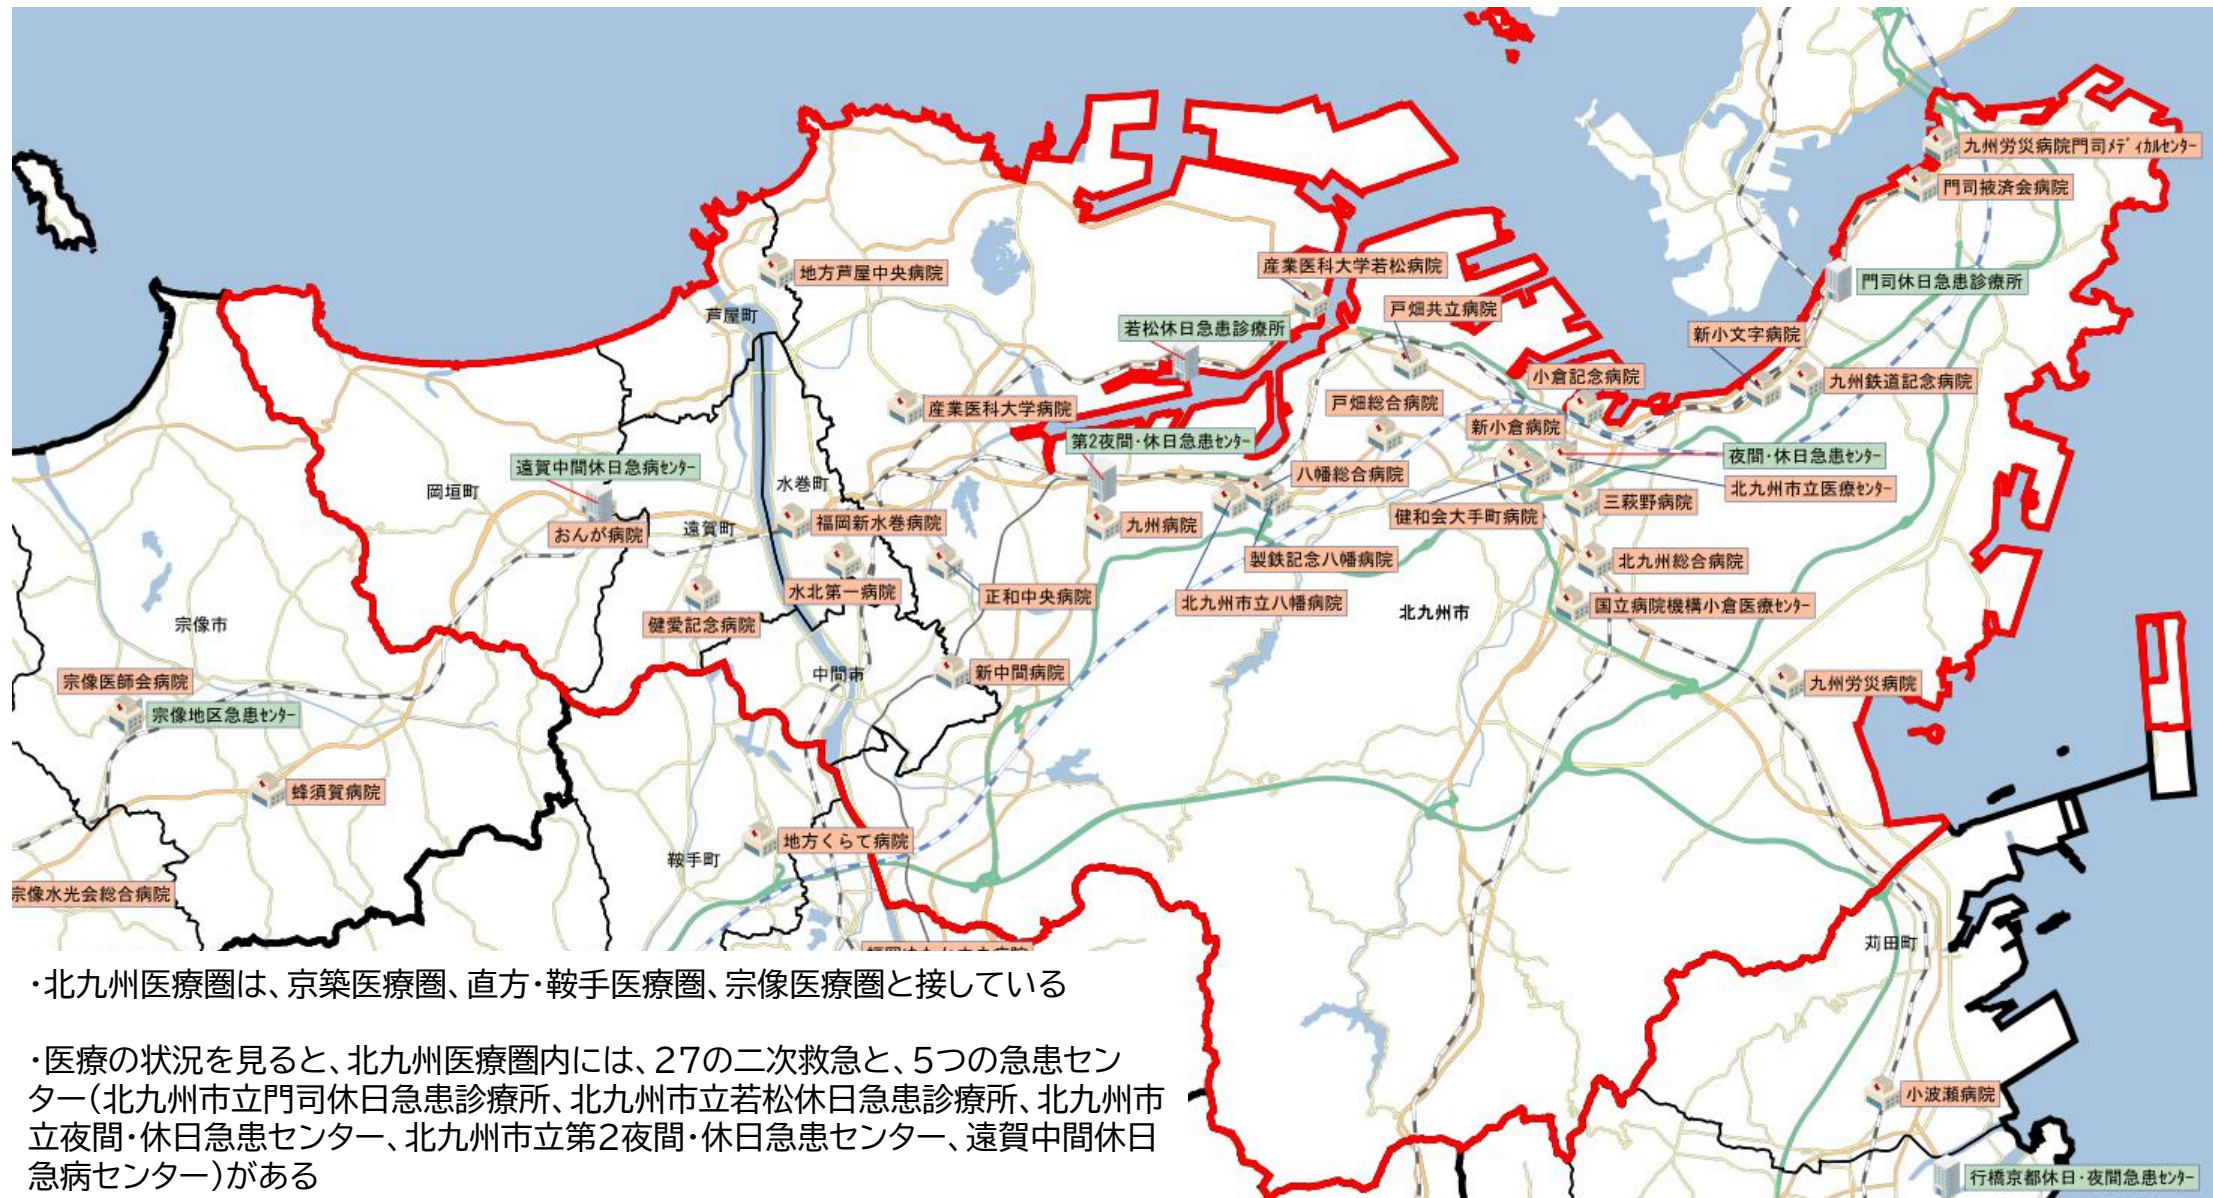 九州労災病院門司ﾒﾃﾞｨｶﾙｾﾝﾀｰ
門司掖済会病院
産業医科大学若松病院
地方芦屋中央病院
門司休日急患診療所
戸畑共立病院
芦屋町
若松休日急患診療所
新小文字病院
小倉記念病院
九州鉄道記念病院
産業医科大学病院
戸畑総合病院
新小倉病院
第2夜間･休日急患ｾﾝﾀｰ
夜間･休日急患ｾﾝﾀｰ
遠賀中間休日急病ｾﾝﾀｰ
八幡総合病院
水巻町
岡垣町
北九州市立医療ｾﾝﾀｰ
三萩野病院
健和会大手町病院
福岡新水巻病院
九州病院
遠賀町
おんが病院
製鉄記念八幡病院
北九州総合病院
水北第一病院
正和中央病院
北九州市立八幡病院
国立病院機構小倉医療ｾﾝﾀｰ
北九州市
宗像市
健愛記念病院
中間市
新中間病院
宗像医師会病院
九州労災病院
宗像地区急患ｾﾝﾀｰ
蜂須賀病院
地方くらて病院
鞍手町
宗像水光会総合病院
苅田町
小波瀬病院
行橋京都休日･夜間急患ｾﾝﾀｰ
・北九州医療圏は、京築医療圏、直方・鞍手医療圏、宗像医療圏と接している
・医療の状況を見ると、北九州医療圏内には、27の二次救急と、5つの急患セン
ター(北九州市立門司休日急患診療所、北九州市立若松休日急患診療所、北九州市
立夜間・休日急患センター、北九州市立第2夜間・休日急患センター、遠賀中間休日
急病センター)がある